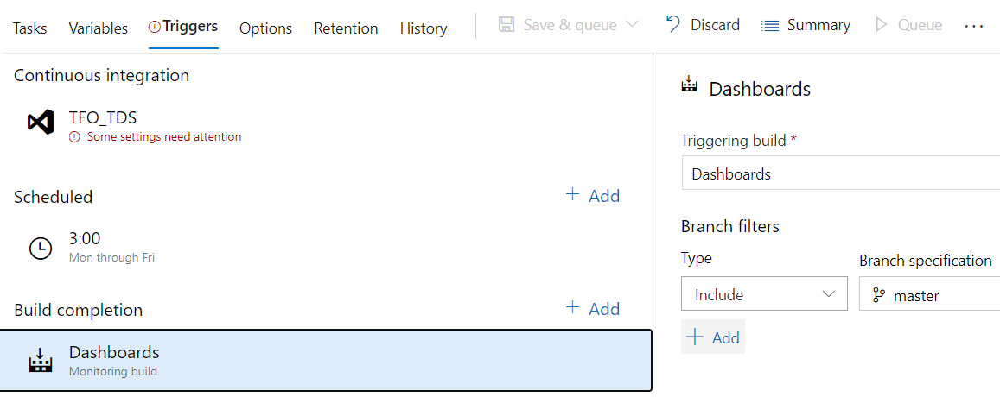 Tasks Variables Triggers Options Retention History Save & queue Discard Summary Queue ...
Continuous integration
TFO_TDS
Some settings need attention
Scheduled + Add
3:00
Mon through Fri
Build completion + Add
Dashboards
Monitoring build
Dashboards
Triggering build *
Dashboards
Branch filters
Type Branch specification
Include master
+ Add